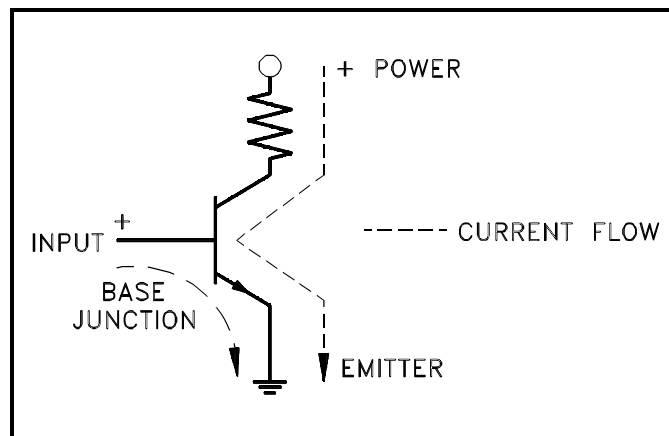 + POWER
+
INPUT
CURRENT FLOW
BASE
JUNCTION
EMITTER